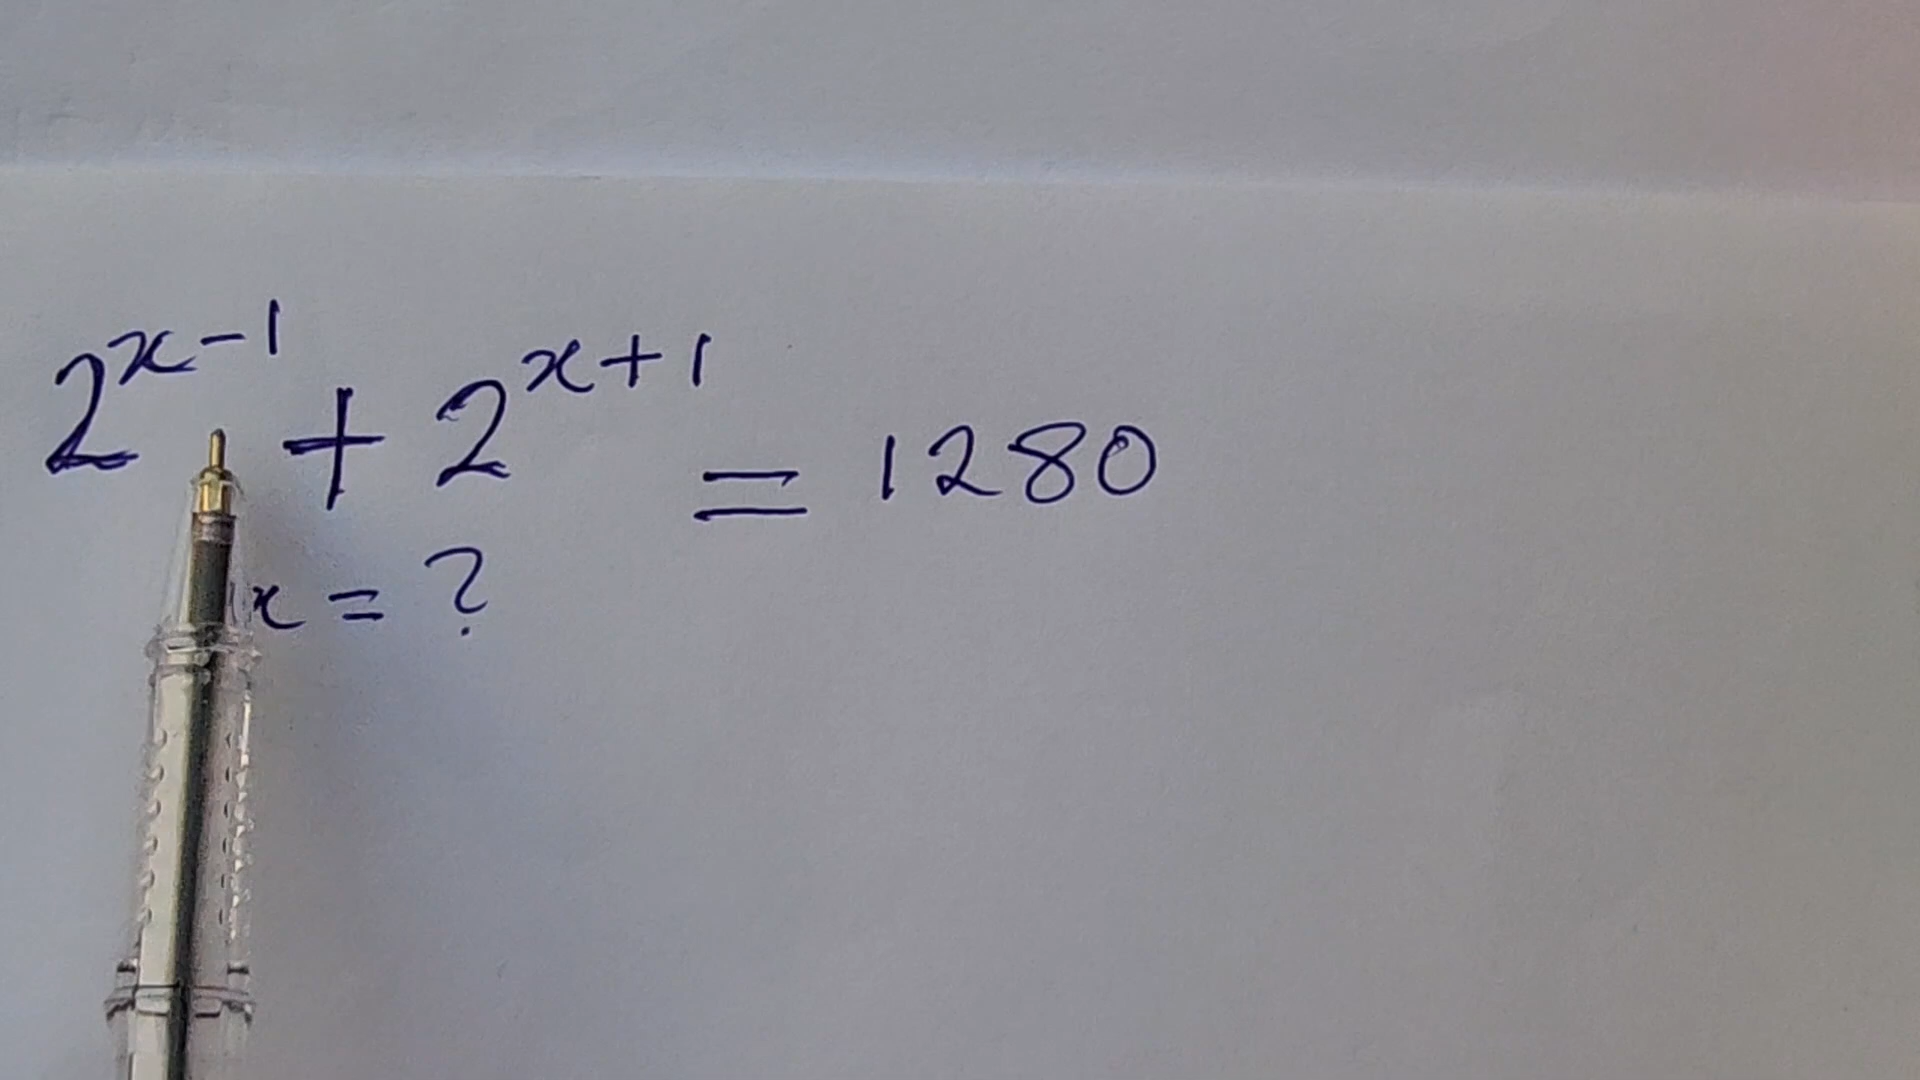 2^{x-1} + 2^{x+1} = 1280
x = ?